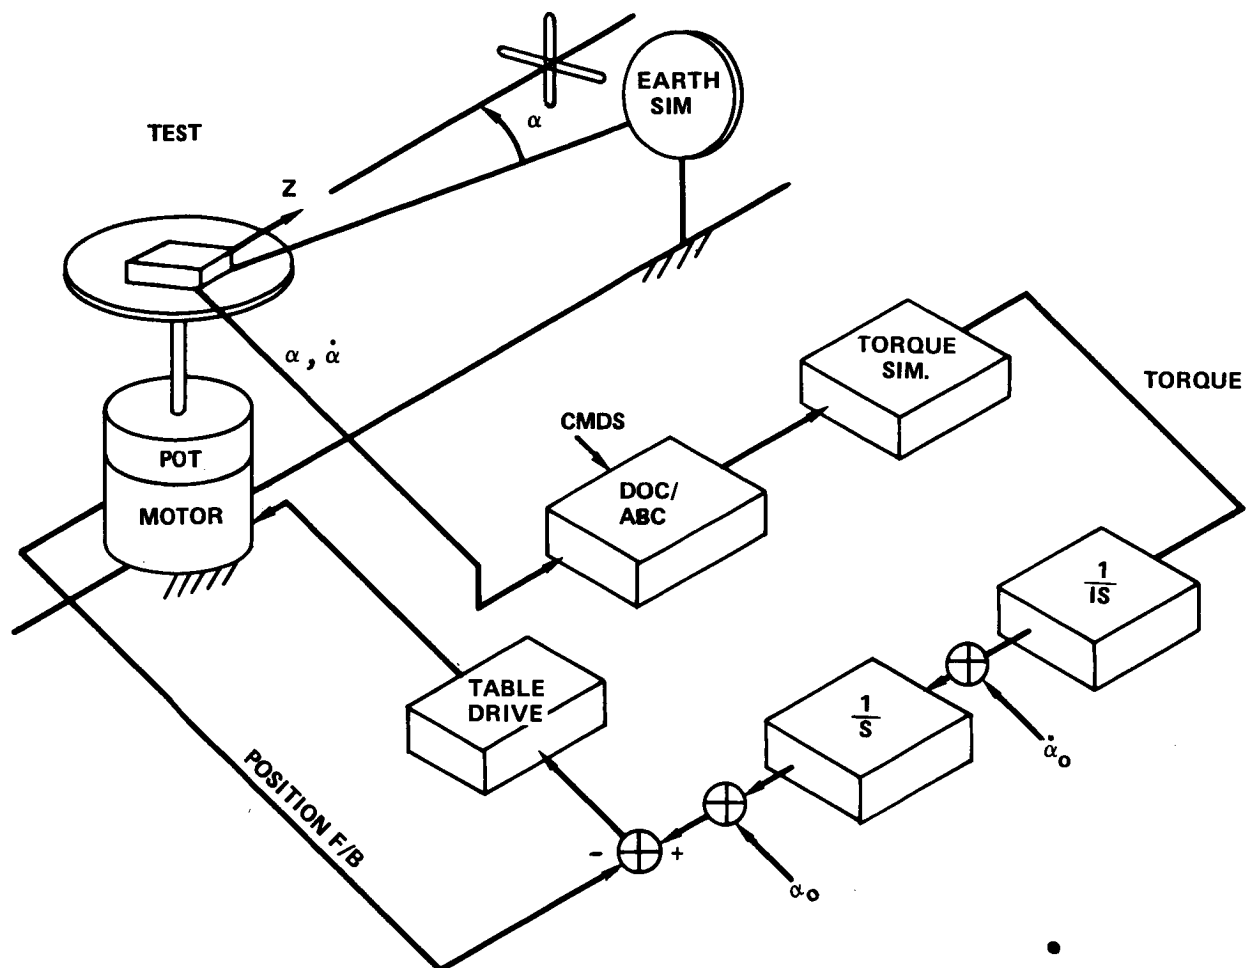 EARTH
SIM
TEST
α
Z
α, α̇
TORQUE
SIM.
TORQUE
CMDS
POT
DOC/
ABC
MOTOR
1
IS
TABLE
DRIVE
1
S
α̇o
POSITION F/B
- +
αo